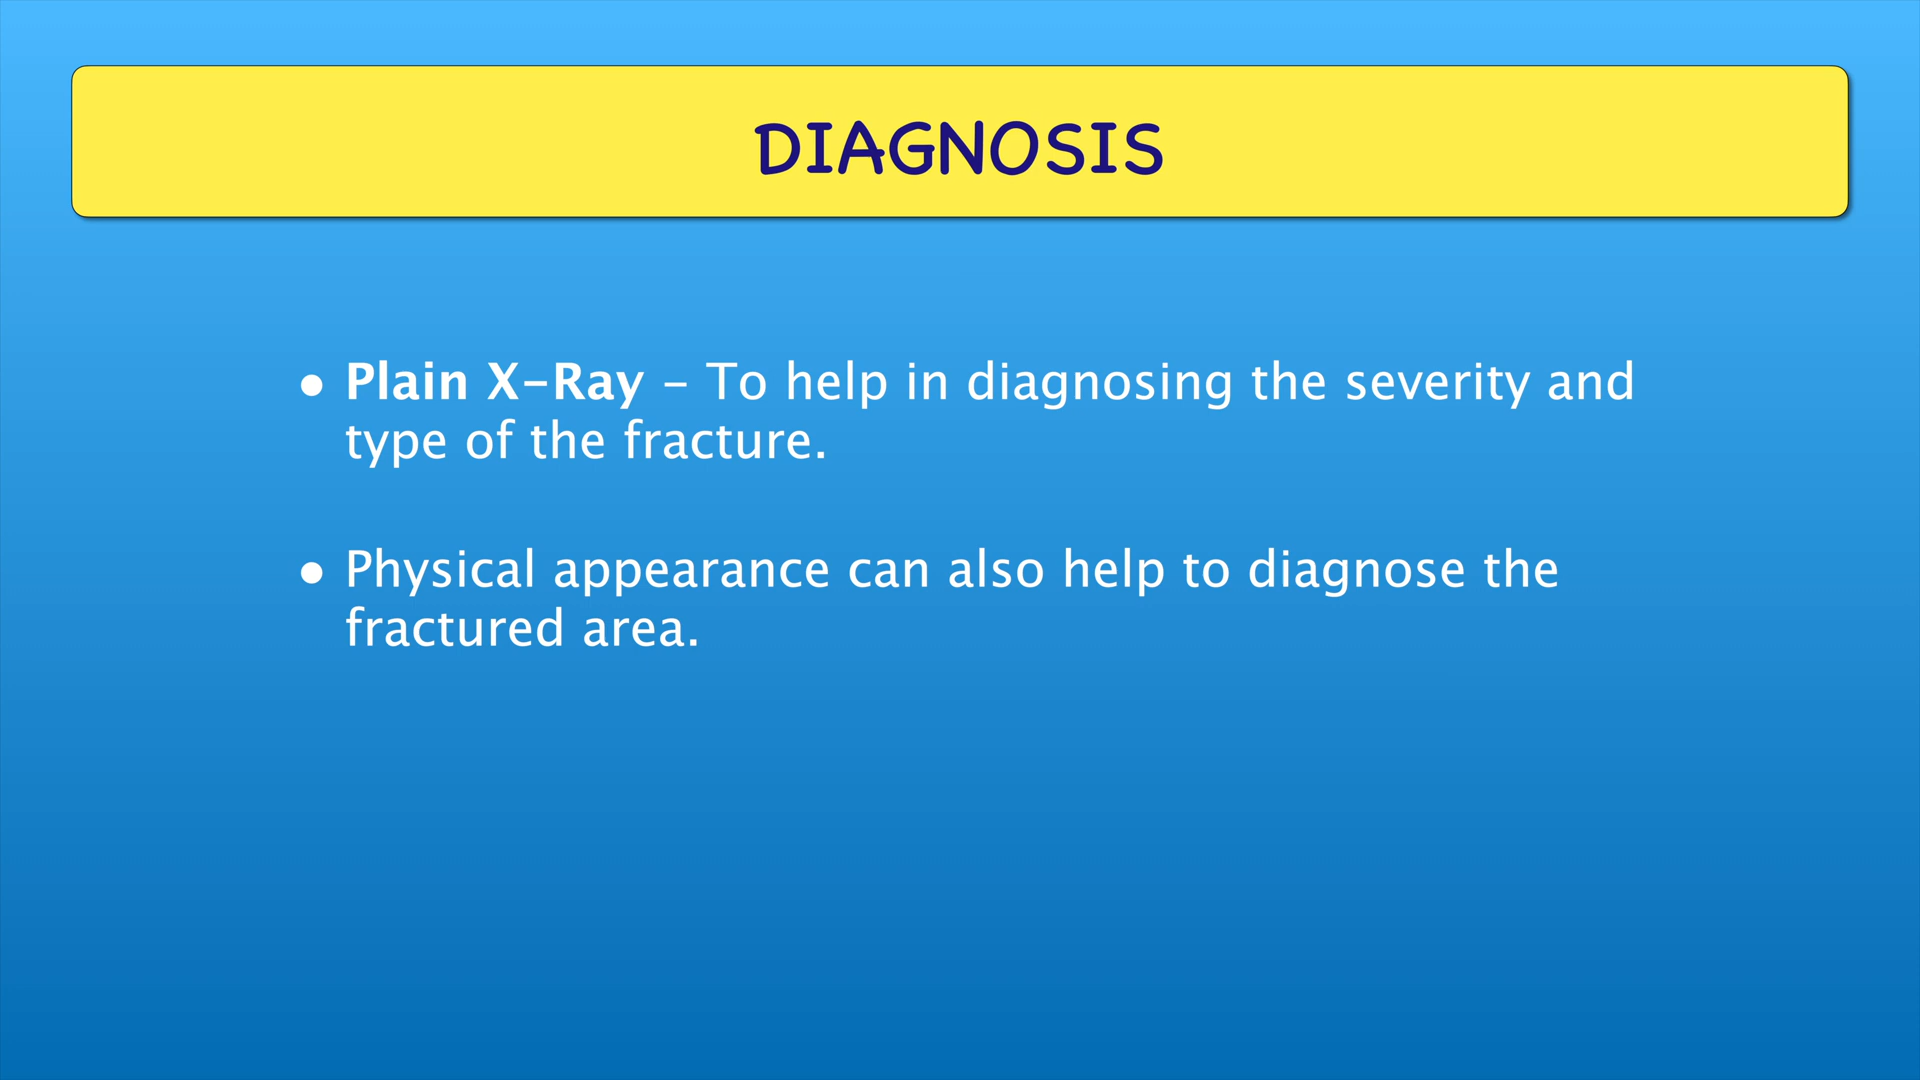 DIAGNOSIS
• Plain X-Ray - To help in diagnosing the severity and
type of the fracture.
• Physical appearance can also help to diagnose the
fractured area.